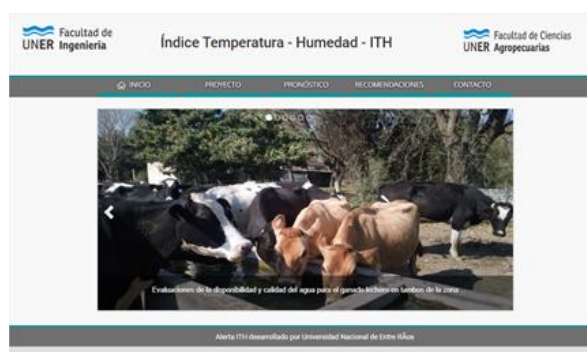 Facultad de
UNER Ingeniería
Índice Temperatura - Humedad - ITH
Facultad de Ciencias
UNER Agropecuarias
INICIO PROYECTO PRONÓSTICO RECOMENDACIONES CONTACTO
Evaluaciones de la disponibilidad y calidad del agua para el ganado lechero en tambos de la zona
Alerta ITH desarrollado por Universidad Nacional de Entre RÃ­os